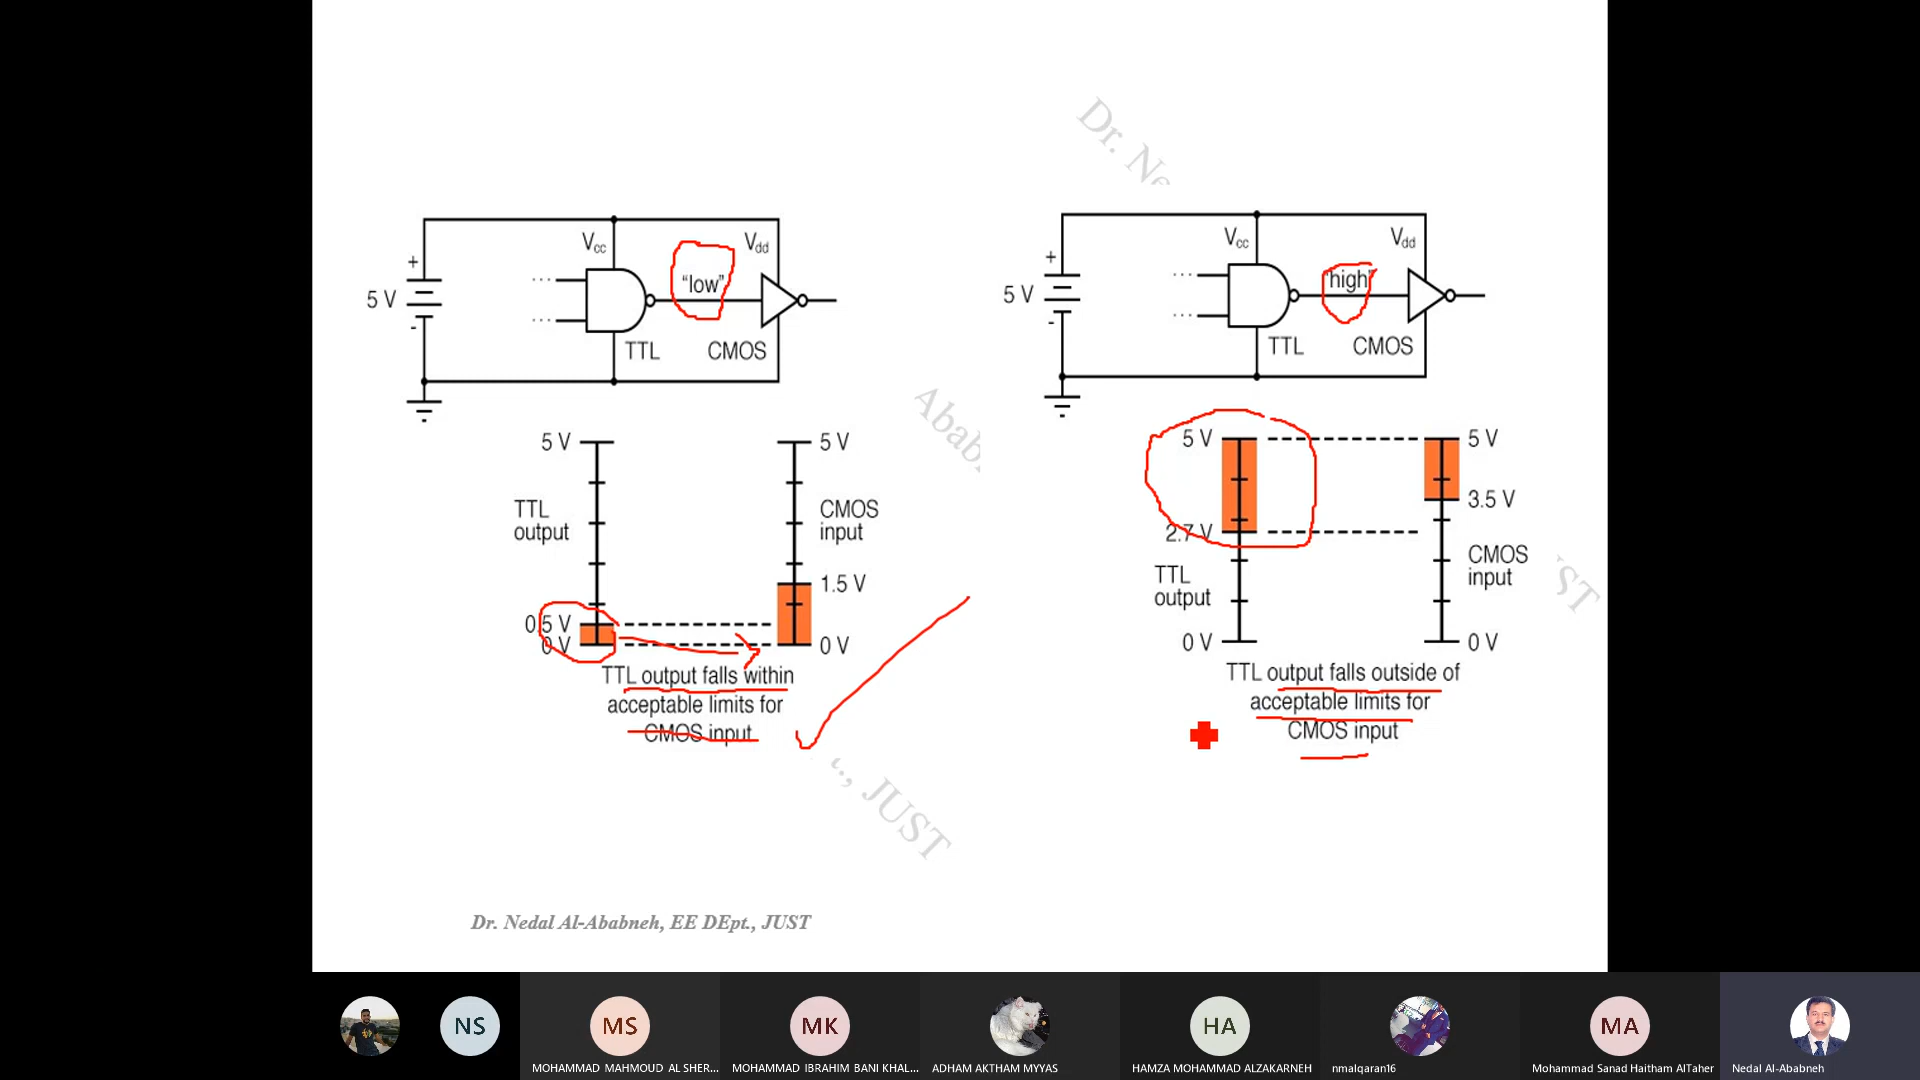 Dr. Ne
Vcc
"low"
Vdd
+
5 V
-
TTL
CMOS
Vcc
"high"
Vdd
+
5 V
-
TTL
CMOS
Abab
5 V
5 V
TTL
output
CMOS
input
1.5 V
0.5 V
0 V
0 V
TTL output falls within
acceptable limits for
CMOS input
5 V
5 V
3.5 V
2.7 V
CMOS
input
TTL
output
0 V
0 V
TTL output falls outside of
acceptable limits for
CMOS input
JUST
., JUST
Dr. Nedal Al-Ababneh, EE DEpt., JUST
NS
MS
MOHAMMAD MAHMOUD AL SHER...
MK
MOHAMMAD IBRAHIM BANI KHAL...
ADHAM AKTHAM MYYAS
HA
HAMZA MOHAMMAD ALZAKARNEH
nmalqaran16
MA
Mohammad Sanad Haitham AlTaher
Nedal Al-Ababneh